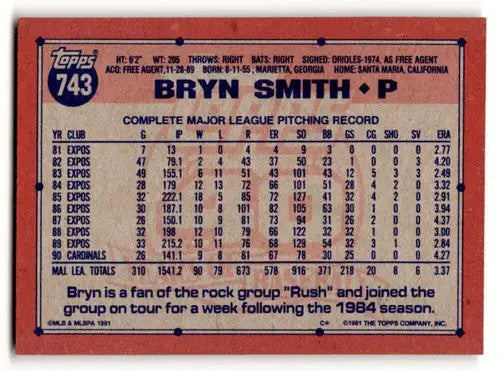 topps
743
HT: 6'2" WT: 205 THROWS: RIGHT BATS: RIGHT SIGNED: ORIOLES-1974, AS FREE AGENT
ACQ: FREE AGENT, 11-28-89 BORN: 8-11-55, MARIETTA, GEORGIA HOME: SANTA MARIA, CALIFORNIA
BRYN SMITH • P
COMPLETE MAJOR LEAGUE PITCHING RECORD
YR CLUB G IP W L R ER SO BB GS CG SHO SV ERA
81 EXPOS 7 13 1 0 4 4 9 3 0 0 0 0 2.77
82 EXPOS 47 79.1 2 4 43 37 50 23 1 0 0 3 4.20
83 EXPOS 49 155.1 6 11 51 43 101 43 12 5 3 3 2.49
84 EXPOS 28 179 12 13 72 66 101 51 28 4 2 0 3.32
85 EXPOS 32 222.1 18 5 85 72 127 41 32 4 2 0 2.91
86 EXPOS 30 187.1 10 8 101 82 105 63 30 1 0 0 3.94
87 EXPOS 26 150.1 10 9 81 73 94 31 26 2 0 0 4.37
88 EXPOS 32 198 12 10 79 66 122 32 32 1 0 0 3.00
89 EXPOS 33 215.2 10 11 76 68 129 54 32 3 1 0 2.84
90 CARDINALS 26 141.1 9 8 81 67 78 30 25 0 0 0 4.27
MAJ. LEA. TOTALS 310 1541.2 90 79 673 578 916 371 218 20 8 6 3.37
Bryn is a fan of the rock group "Rush" and joined the
group on tour for a week following the 1984 season.
©MLB & MLBPA 1991 C* ©1991 THE TOPPS COMPANY, INC.